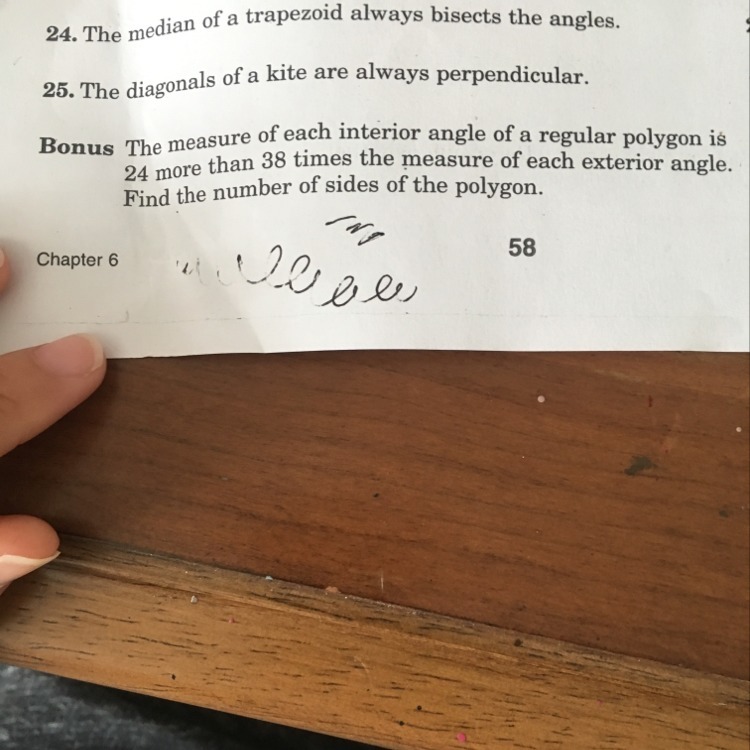 24. The median of a trapezoid always bisects the angles.
25. The diagonals of a kite are always perpendicular.
Bonus The measure of each interior angle of a regular polygon is
24 more than 38 times the measure of each exterior angle.
Find the number of sides of the polygon.
Chapter 6
58